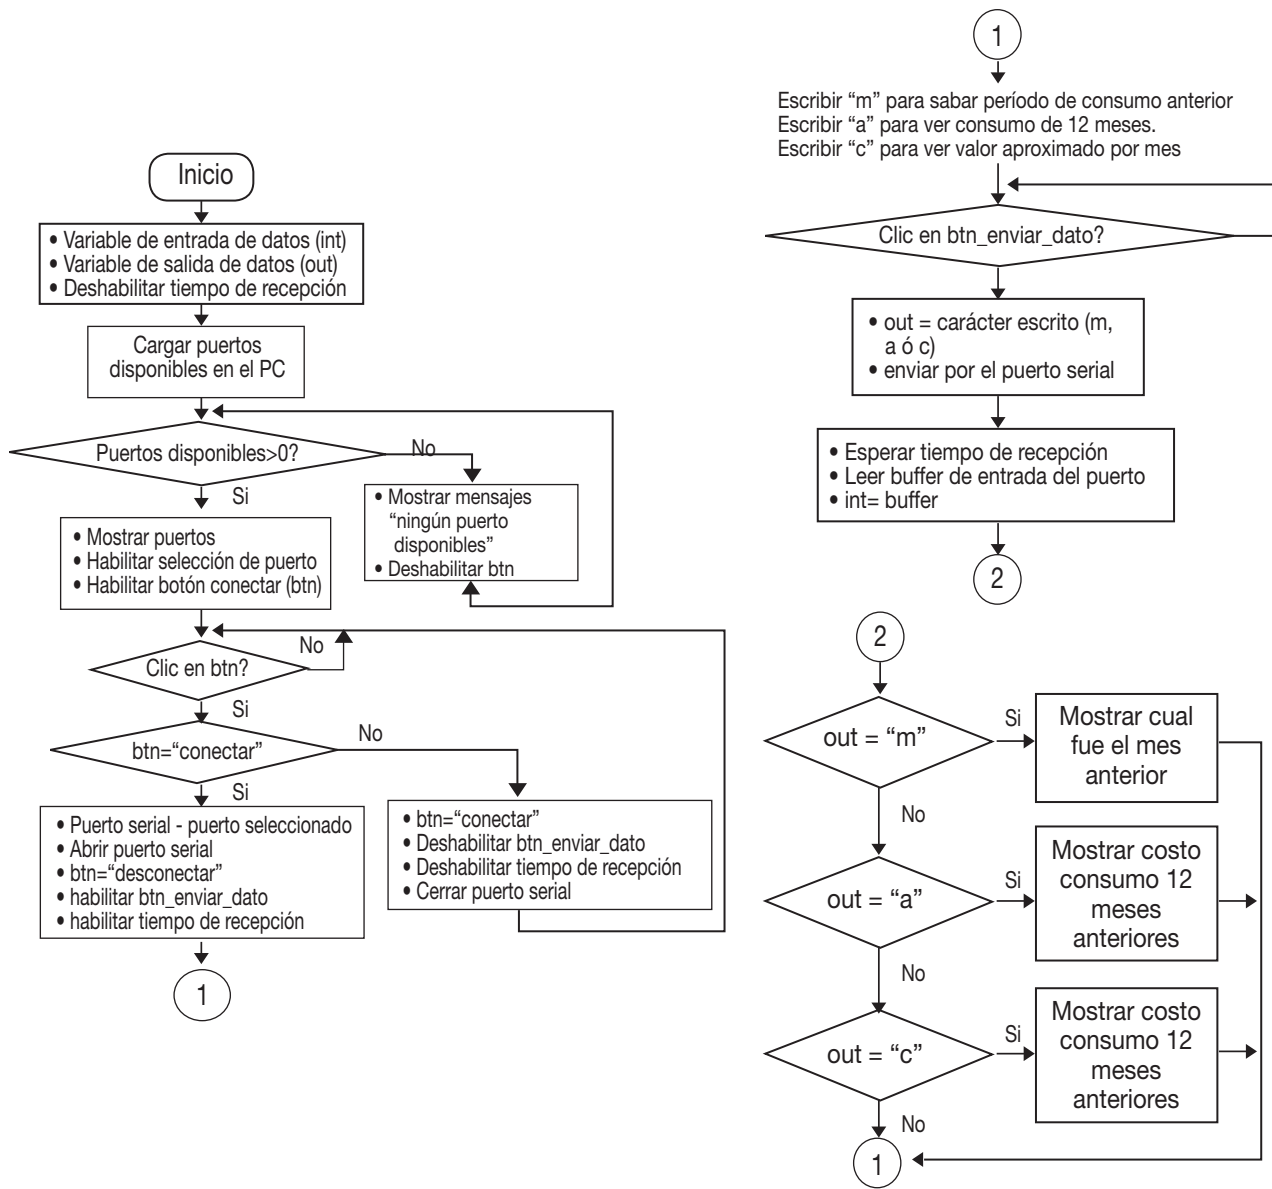 Inicio
• Variable de entrada de datos (int)
• Variable de salida de datos (out)
• Deshabilitar tiempo de recepción
Cargar puertos
disponibles en el PC
Puertos disponibles>0?
No
Si
• Mostrar mensajes
“ningún puerto
disponibles”
• Deshabilitar btn
• Mostrar puertos
• Habilitar selección de puerto
• Habilitar botón conectar (btn)
Clic en btn?
No
Si
btn=“conectar”
No
Si
• Puerto serial - puerto seleccionado
• Abrir puerto serial
• btn=“desconectar”
• habilitar btn_enviar_dato
• habilitar tiempo de recepción
• btn=“conectar”
• Deshabilitar btn_enviar_dato
• Deshabilitar tiempo de recepción
• Cerrar puerto serial
1
1
Escribir “m” para sabar período de consumo anterior
Escribir “a” para ver consumo de 12 meses.
Escribir “c” para ver valor aproximado por mes
Clic en btn_enviar_dato?
• out = carácter escrito (m,
a ó c)
• enviar por el puerto serial
• Esperar tiempo de recepción
• Leer buffer de entrada del puerto
• int= buffer
2
2
out = “m”
Si
Mostrar cual
fue el mes
anterior
No
out = “a”
Si
Mostrar costo
consumo 12
meses
anteriores
No
out = “c”
Si
Mostrar costo
consumo 12
meses
anteriores
No
1